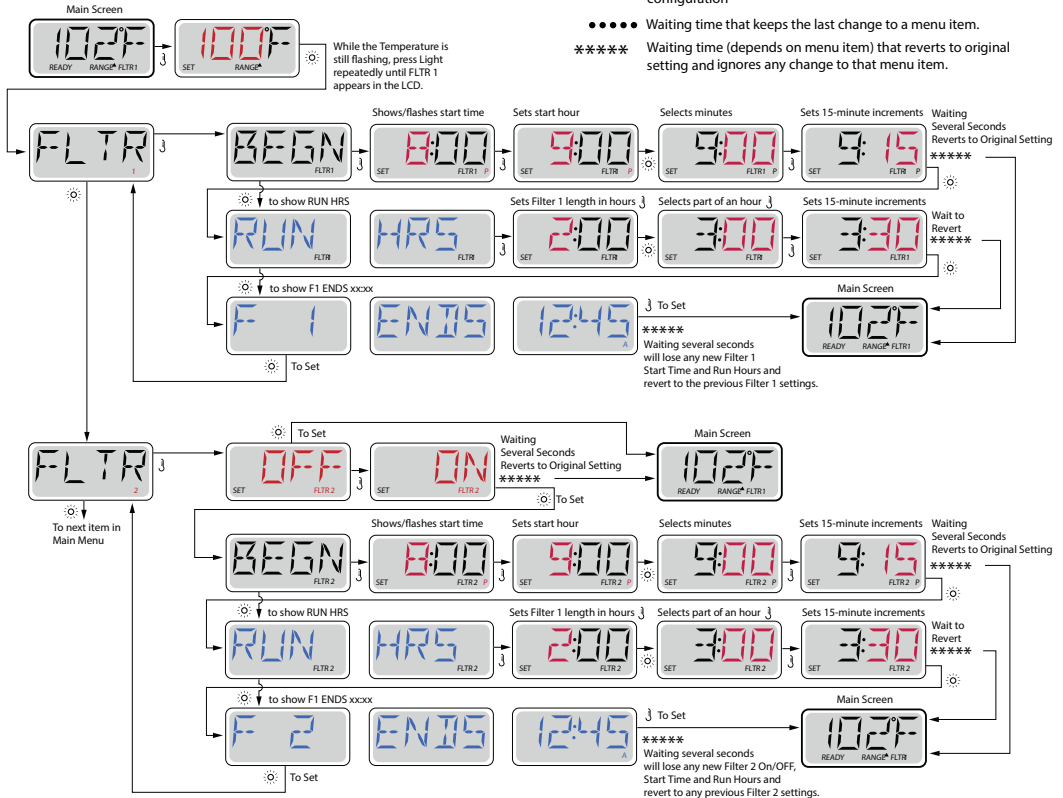 configuration
Waiting time that keeps the last change to a menu item.
***** Waiting time (depends on menu item) that reverts to original
setting and ignores any change to that menu item.
Main Screen
102°F
READY RANGE FLTR1
100°F
SET RANGE
While the Temperature is
still flashing, press Light
repeatedly until FLTR 1
appears in the LCD.
FLTR
1
BEGN
FLTR1
Shows/flashes start time
8:00
SET FLTR1 P
Sets start hour
9:00
SET FLTR1 P
Selects minutes
9:00
SET FLTR1 P
Sets 15-minute increments
9:15
SET FLTR1 P
Waiting
Several Seconds
Reverts to Original Setting
*****
to show RUN HRS
RUN
FLTR1
HRS
Sets Filter 1 length in hours
2:00
SET FLTR1
Selects part of an hour
3:00
SET FLTR1
Sets 15-minute increments
3:30
SET FLTR1
Wait to
Revert
*****
to show F1 ENDS xx:xx
F 1
ENDS
12:45
A
To Set
*****
Waiting several seconds
will lose any new Filter 1
Start Time and Run Hours and
revert to the previous Filter 1 settings.
Main Screen
102°F
READY RANGE FLTR1
To Set
FLTR
2
To next item in
Main Menu
To Set
OFF
SET FLTR 2
ON
SET FLTR 2
Waiting
Several Seconds
Reverts to Original Setting
*****
To Set
Main Screen
102°F
READY RANGE FLTR1
BEGN
FLTR 2
Shows/flashes start time
8:00
SET FLTR 2 P
Sets start hour
9:00
SET FLTR 2 P
Selects minutes
9:00
SET FLTR 2 P
Sets 15-minute increments
9:15
SET FLTR 2 P
Waiting
Several Seconds
Reverts to Original Setting
*****
to show RUN HRS
RUN
FLTR 2
HRS
FLTR 2
Sets Filter 1 length in hours
2:00
SET FLTR 2
Selects part of an hour
3:00
SET FLTR 2
Sets 15-minute increments
3:30
SET FLTR 2
Wait to
Revert
*****
to show F1 ENDS xx:xx
F 2
ENDS
12:45
A
To Set
*****
Waiting several seconds
will lose any new Filter 2 On/OFF,
Start Time and Run Hours and
revert to any previous Filter 2 settings.
Main Screen
102°F
READY RANGE FLTR1
To Set